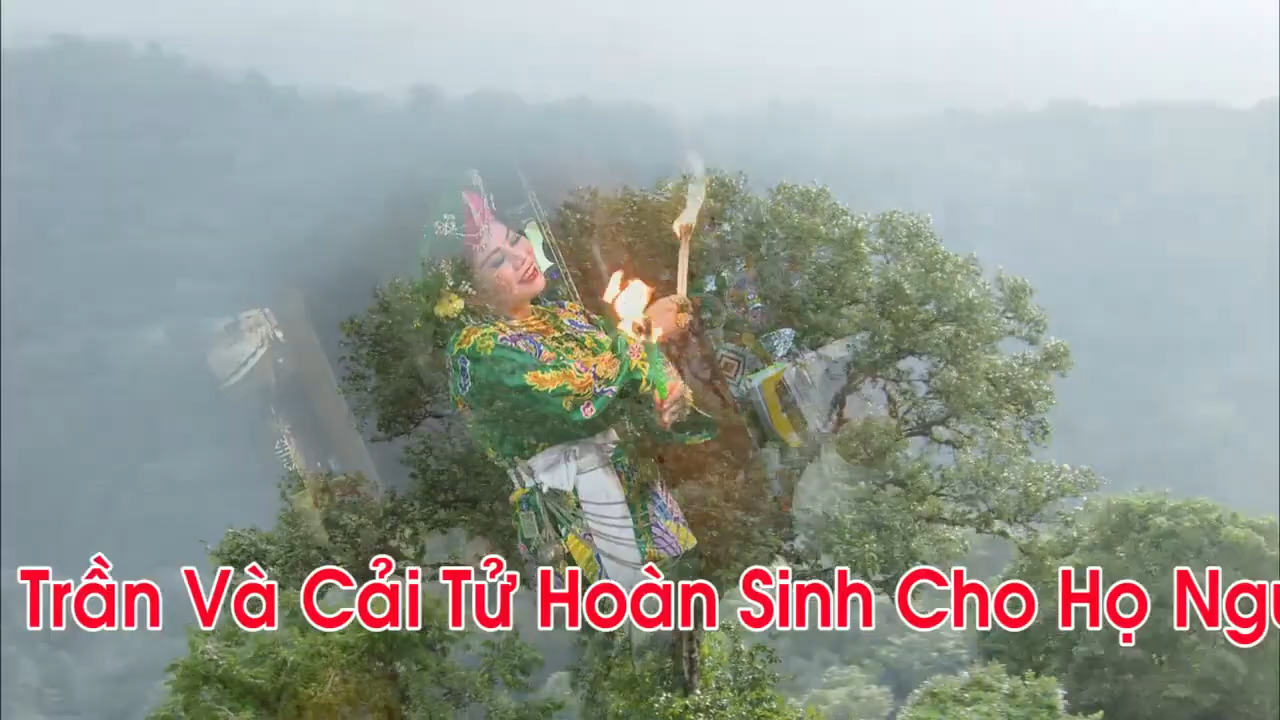 Trần Và Cải Tử Hoàn Sinh Cho Họ